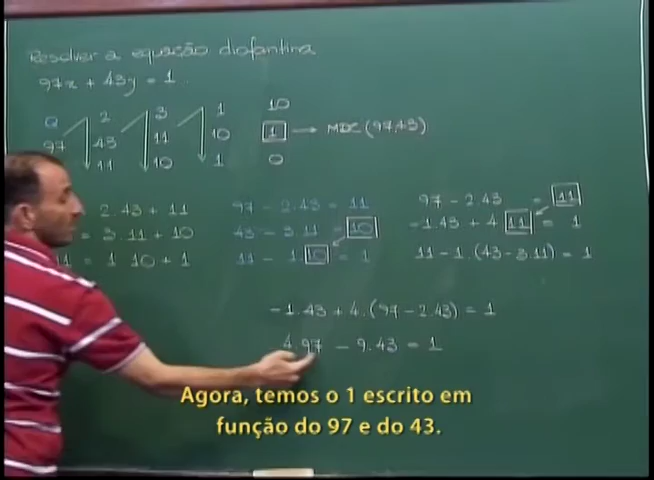 Resolver a equação diofantina
97x + 43y = 1
Q 2 3 1 10
97 43 11 10 1 → MDC (97,43)
11 10 1 0
2.43 + 11
= 3.11 + 10
11 = 1.10 + 1
97 - 2.43 = 11
43 - 3.11 = 10
11 - 1.10 = 1
97 - 2.43 = 11
-1.43 + 4.11 = 1
11-1.(43-3.11) = 1
-1.43 + 4.(97-2.43) = 1
4.97 - 9.43 = 1
Agora, temos o 1 escrito em
função do 97 e do 43.